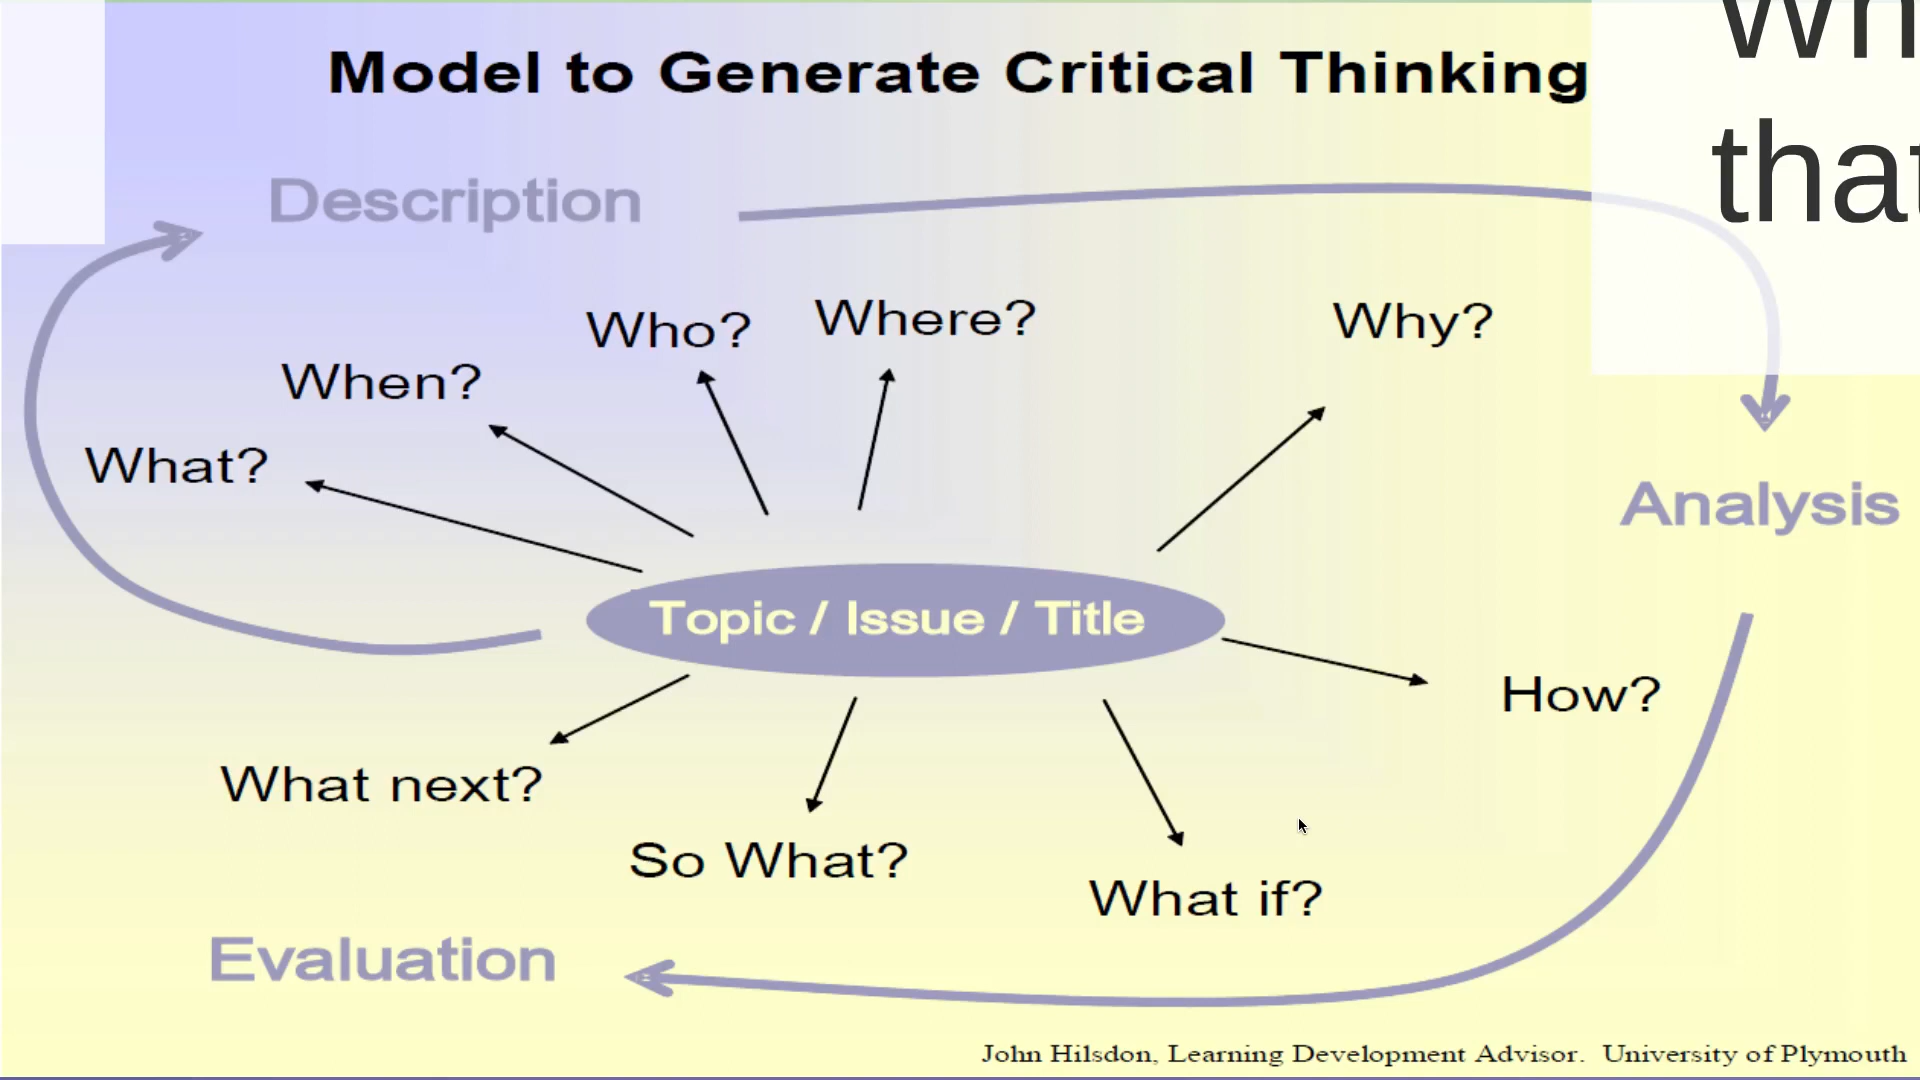 Model to Generate Critical Thinking
that
Description
Who?
Where?
Why?
When?
What?
Analysis
Topic / Issue / Title
How?
What next?
So What?
What if?
Evaluation
John Hilsdon, Learning Development Advisor. University of Plymouth